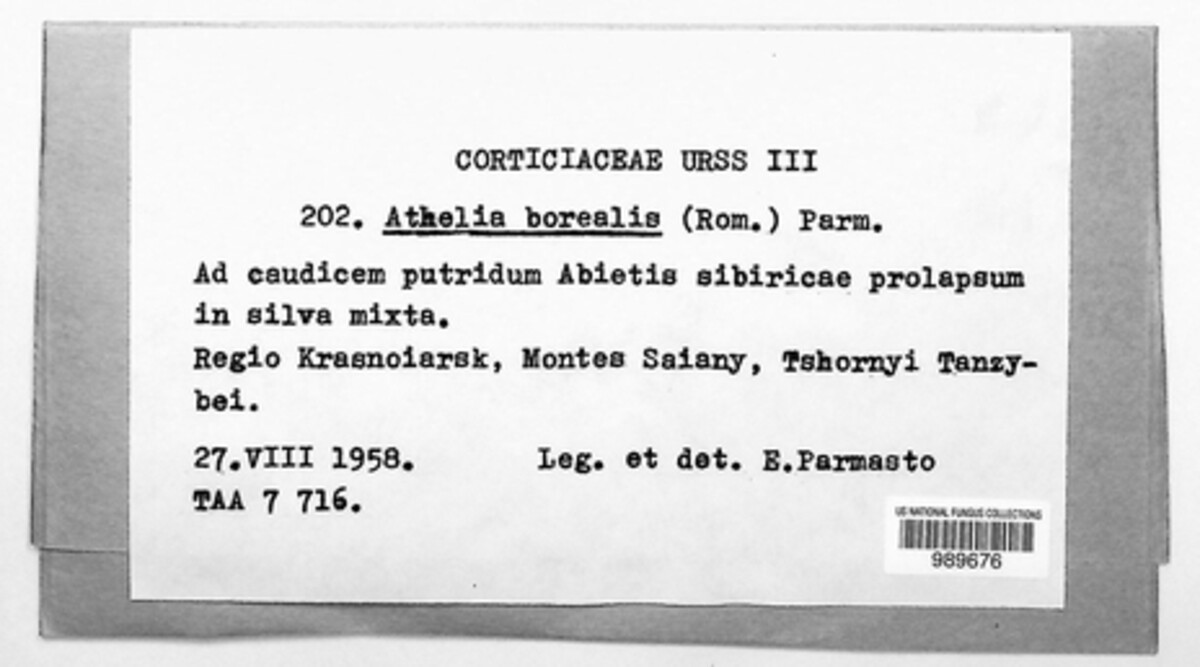 CORTICIACEAE URSS III
202. Athelia borealis (Rom.) Parm.
Ad caudicem putridum Abietis sibiricae prolapsum
in silva mixta.
Regio Krasnoiarsk, Montes Saiany, Tshornyi Tanzy-
bei.
27.VIII 1958. Leg. et det. E.Parmasto
TAA 7 716.
US NATIONAL FUNGUS COLLECTIONS
989676